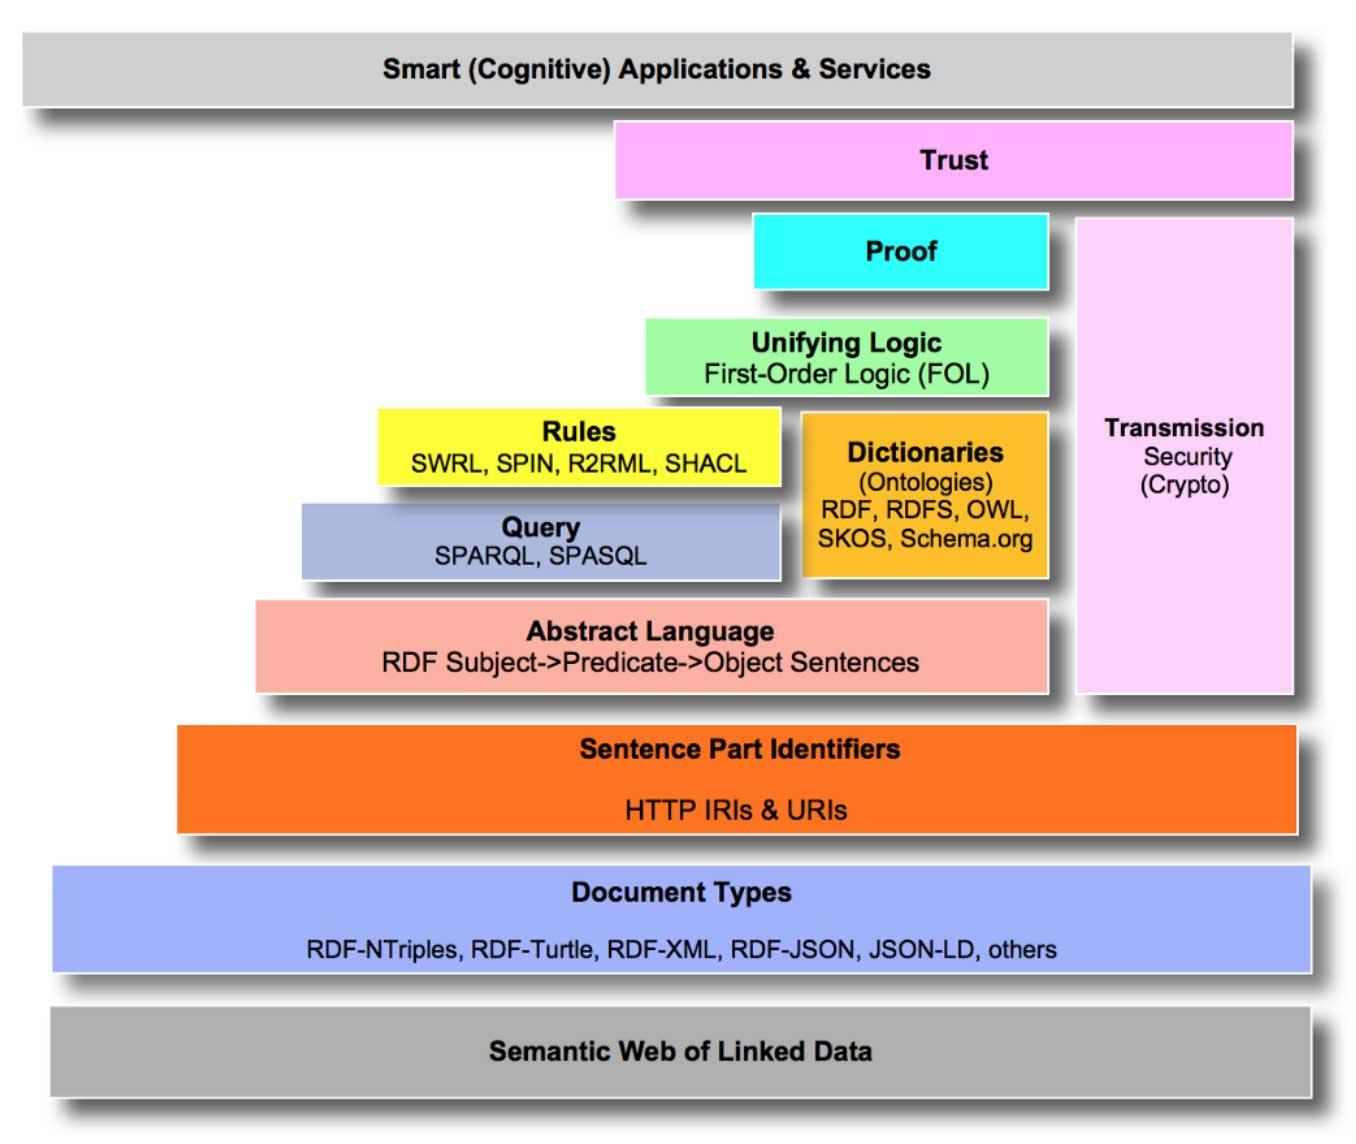 Smart (Cognitive) Applications & Services
Trust
Proof
Unifying Logic
First-Order Logic (FOL)
Rules
SWRL, SPIN, R2RML, SHACL
Dictionaries
(Ontologies)
RDF, RDFS, OWL,
SKOS, Schema.org
Transmission
Security
(Crypto)
Query
SPARQL, SPASQL
Abstract Language
RDF Subject->Predicate->Object Sentences
Sentence Part Identifiers
HTTP IRIs & URIs
Document Types
RDF-NTriples, RDF-Turtle, RDF-XML, RDF-JSON, JSON-LD, others
Semantic Web of Linked Data